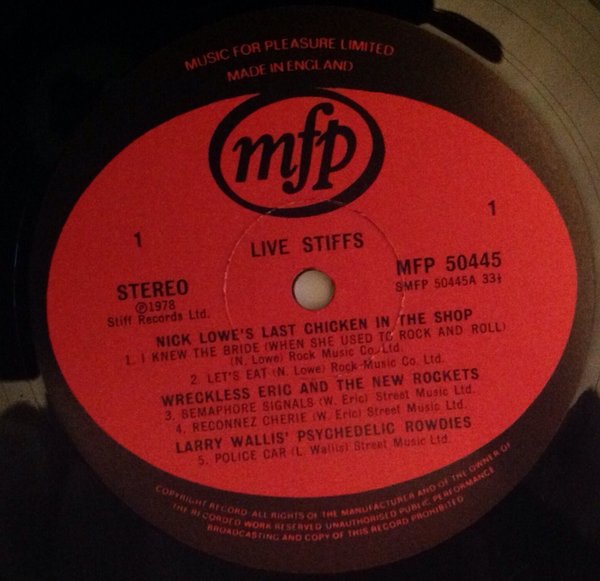 MUSIC FOR PLEASURE LIMITED
MADE IN ENGLAND
mfp
1
1
LIVE STIFFS
STEREO
℗1978
Stiff Records Ltd.
MFP 50445
SMFP 50445A 33⅓
NICK LOWE'S LAST CHICKEN IN THE SHOP
1. I KNEW THE BRIDE (WHEN SHE USED TO ROCK AND ROLL)
(N. Lowe) Rock Music Co. Ltd.
2. LET'S EAT (N. Lowe) Rock Music Co. Ltd.
WRECKLESS ERIC AND THE NEW ROCKETS
3. SEMAPHORE SIGNALS (W. Eric) Street Music Ltd.
4. RECONNEZ CHERIE (W. Eric) Street Music Ltd.
LARRY WALLIS' PSYCHEDELIC ROWDIES
5. POLICE CAR (L. Wallis) Street Music Ltd.
COPYRIGHT RECORD ALL RIGHTS OF THE MANUFACTURER AND OF THE OWNER OF
THE RECORDED WORK RESERVED UNAUTHORISED PUBLIC PERFORMANCE
BROADCASTING AND COPY OF THIS RECORD PROHIBITED